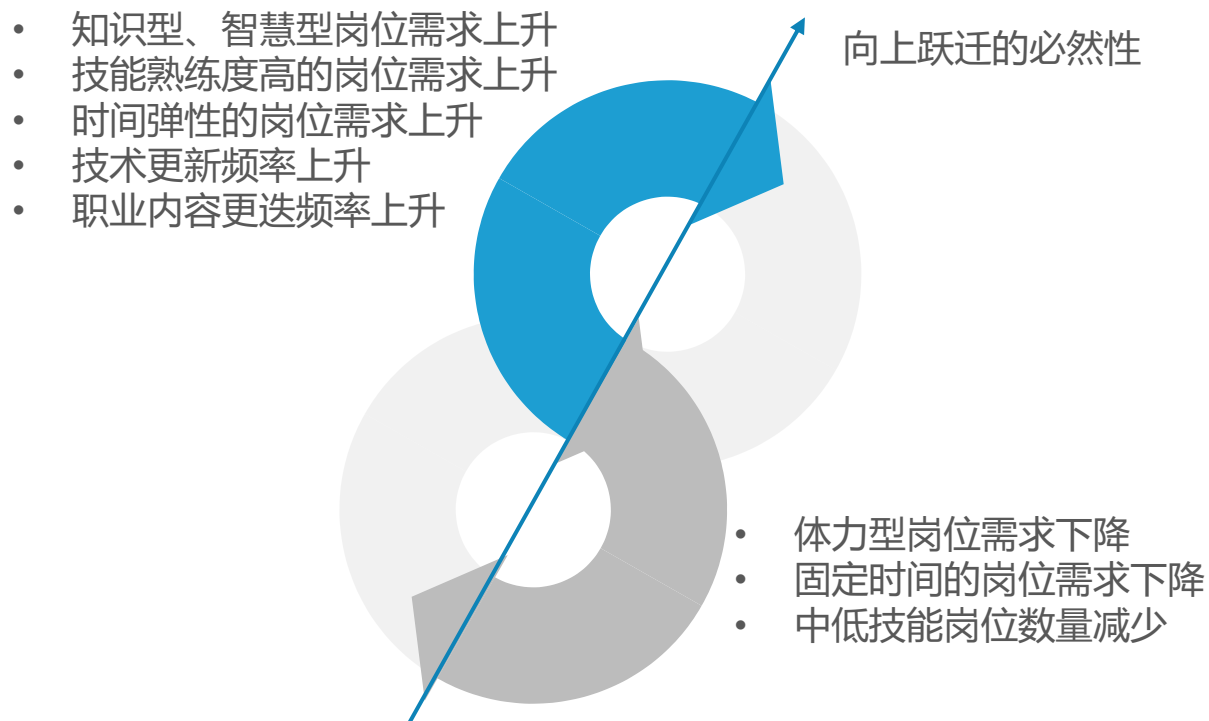 • 知识型、智慧型岗位需求上升
• 技能熟练度高的岗位需求上升
• 时间弹性的岗位需求上升
• 技术更新频率上升
• 职业内容更迭频率上升
向上跃迁的必然性
• 体力型岗位需求下降
• 固定时间的岗位需求下降
• 中低技能岗位数量减少